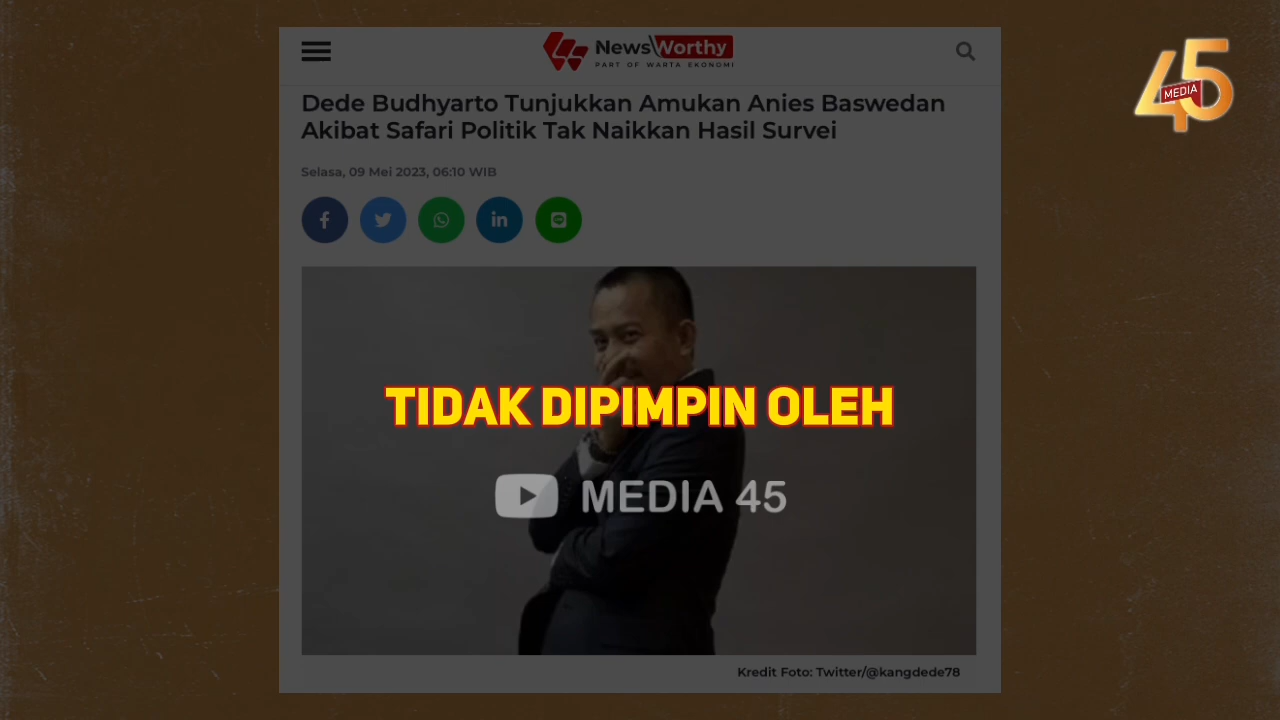 NewsWorthy
PART OF WARTA EKONOMI
45
MEDIA
Dede Budhyarto Tunjukkan Amukan Anies Baswedan
Akibat Safari Politik Tak Naikkan Hasil Survei
Selasa, 09 Mei 2023, 06:10 WIB
TIDAK DIPIMPIN OLEH
MEDIA 45
Kredit Foto: Twitter/@kangdede78